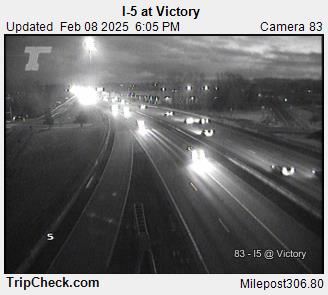 I-5 at Victory
Updated  Feb 08 2025  6:05 PM
Camera 83
T
S
83 - I5 @ Victory
TripCheck.com
Milepost306.80